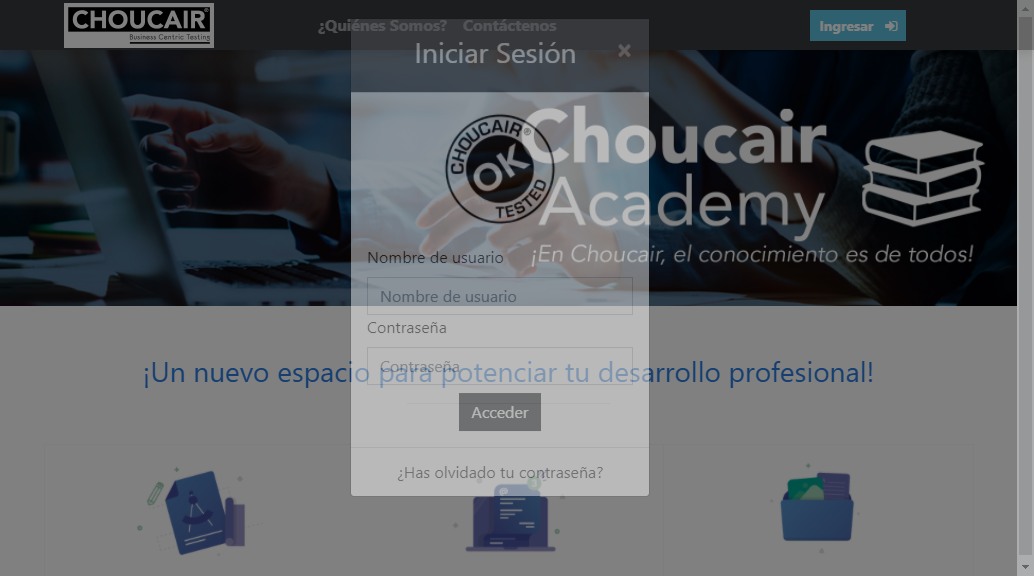 CHOUCAIR®
Business Centric Testing
¿Quiénes Somos?
Contáctenos
Ingresar
Iniciar Sesión
×
CHOUCAIR®
OK
TESTED
Choucair
Academy
¡En Choucair, el conocimiento es de todos!
Nombre de usuario
Nombre de usuario
Contraseña
Contraseña
¡Un nuevo espacio para potenciar tu desarrollo profesional!
Acceder
¿Has olvidado tu contraseña?